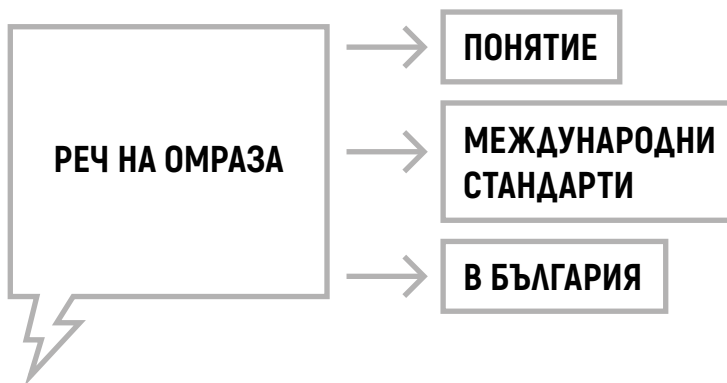 РЕЧ НА ОМРАЗА
ПОНЯТИЕ
МЕЖДУНАРОДНИ
СТАНДАРТИ
В БЪЛГАРИЯ